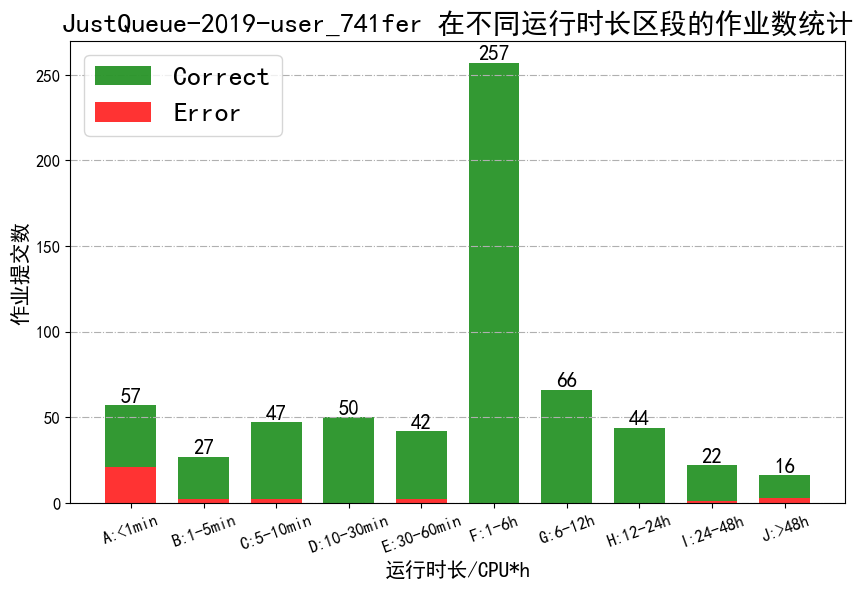 JustQueue-2019-user_741fer 在不同运行时长区段的作业数统计
Correct
Error
作业提交数
250
200
150
100
50
0
57
27
47
50
42
257
66
44
22
16
A:<1min
B:1-5min
C:5-10min
D:10-30min
E:30-60min
F:1-6h
G:6-12h
H:12-24h
I:24-48h
J:>48h
运行时长/CPU*h